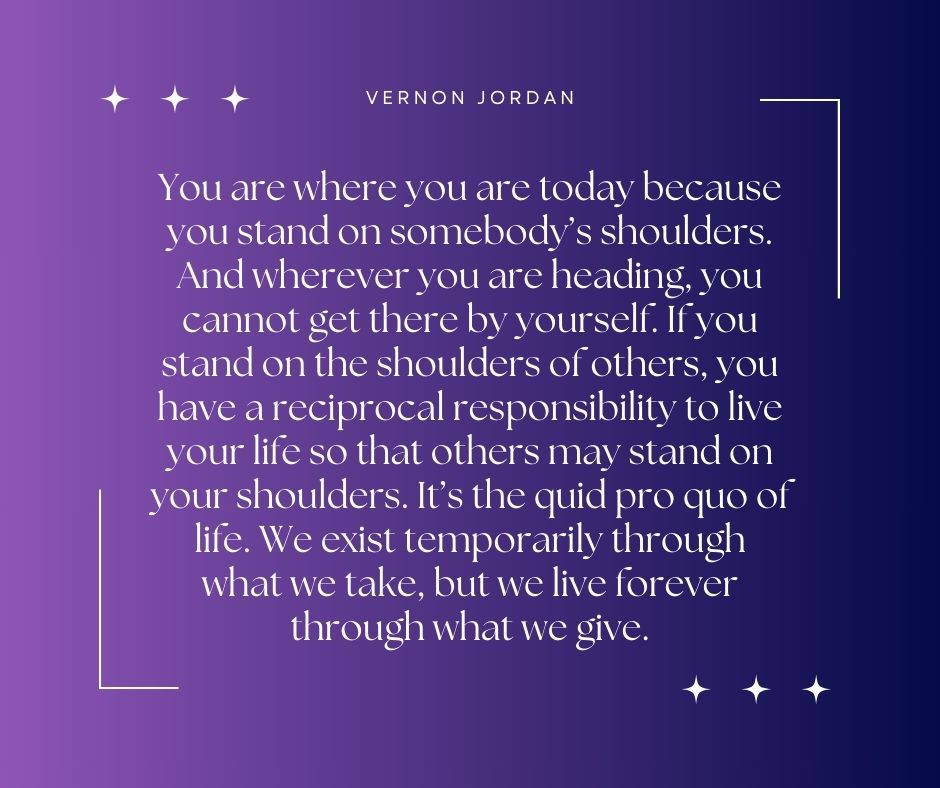 VERNON JORDAN
You are where you are today because
you stand on somebody’s shoulders.
And wherever you are heading, you
cannot get there by yourself. If you
stand on the shoulders of others, you
have a reciprocal responsibility to live
your life so that others may stand on
your shoulders. It’s the quid pro quo of
life. We exist temporarily through
what we take, but we live forever
through what we give.